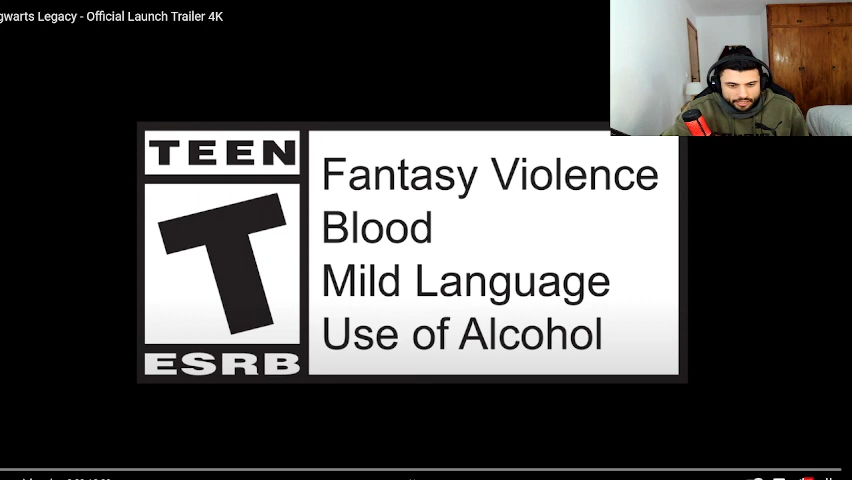 gwarts Legacy - Official Launch Trailer 4K
TEEN
T
ESRB
Fantasy Violence
Blood
Mild Language
Use of Alcohol